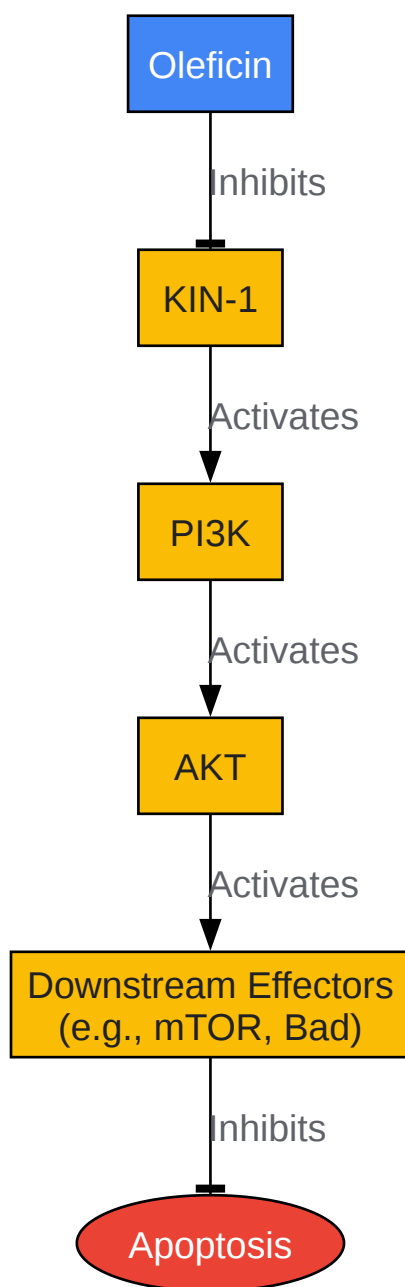 Oleficin
Inhibits
KIN-1
Activates
PI3K
Activates
AKT
Activates
Downstream Effectors
(e.g., mTOR, Bad)
Inhibits
Apoptosis